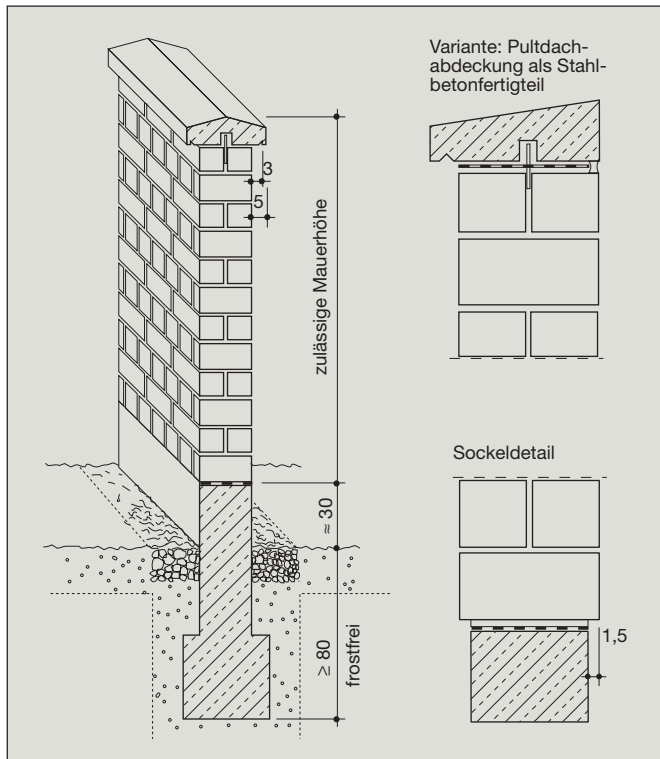 Variante: Pultdach-
abdeckung als Stahl-
betonfertigteil
3
5
zulässige Mauerhöhe
Sockeldetail
≈ 30
≥ 80
frostfrei
1,5